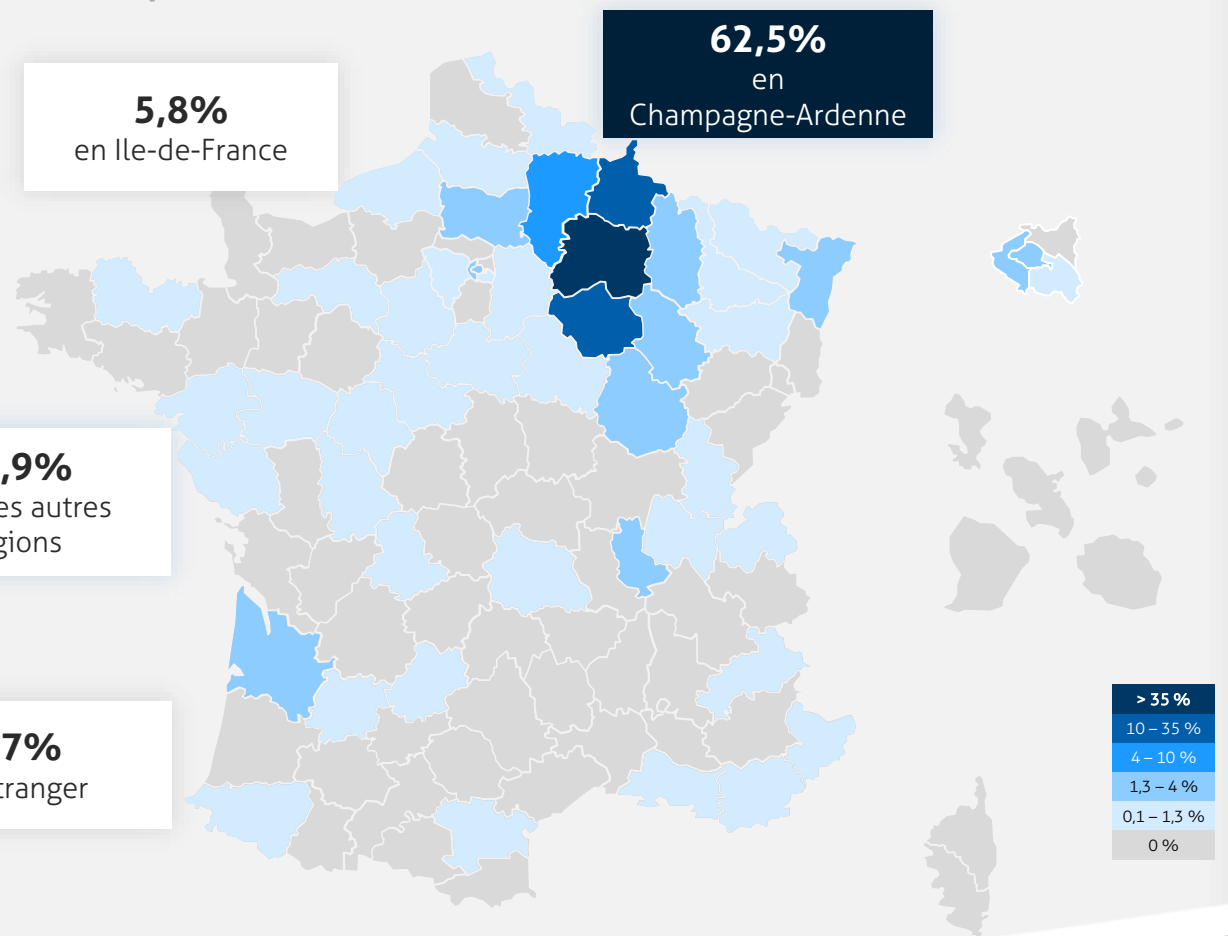 62,5%
en
Champagne-Ardenne
5,8%
en Ile-de-France
,9%
es autres
gions
7%
tranger
> 35 %
10 – 35 %
4 – 10 %
1,3 – 4 %
0,1 – 1,3 %
0 %